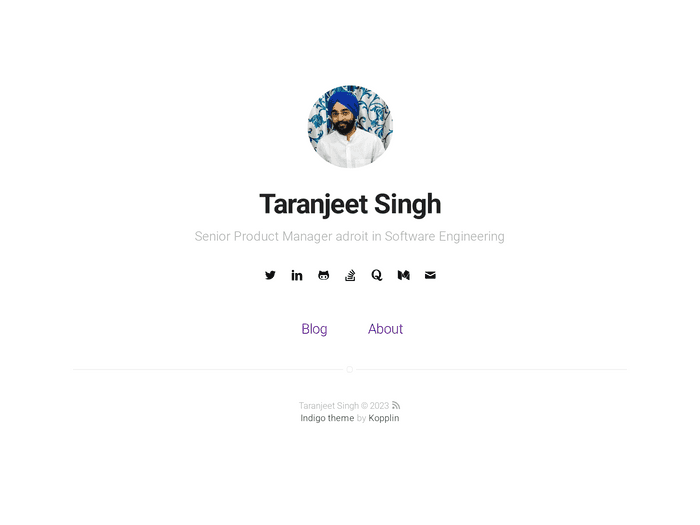 Taranjeet Singh
Senior Product Manager adroit in Software Engineering
Blog About
Taranjeet Singh © 2023
Indigo theme by Kopplin